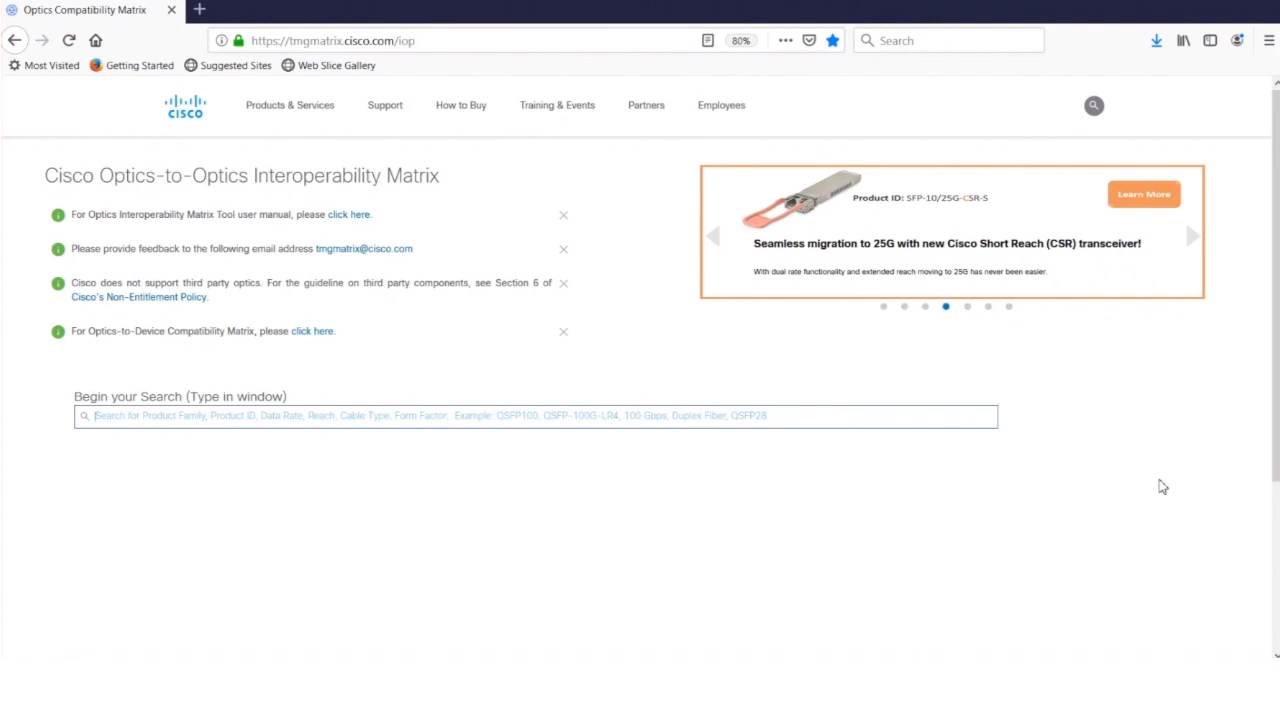 Optics Compatibility Matrix
https://tmgmatrix.cisco.com/iop
80%
Search
Most Visited
Getting Started
Suggested Sites
Web Slice Gallery
CISCO
Products & Services
Support
How to Buy
Training & Events
Partners
Employees
Cisco Optics-to-Optics Interoperability Matrix
For Optics Interoperability Matrix Tool user manual, please click here.
Please provide feedback to the following email address tmgmatrix@cisco.com
Cisco does not support third party optics. For the guideline on third party components, see Section 6 of
Cisco's Non-Entitlement Policy.
For Optics-to-Device Compatibility Matrix, please click here.
Product ID: SFP-10/25G-CSR-S
Learn More
Seamless migration to 25G with new Cisco Short Reach (CSR) transceiver!
With dual rate functionality and extended reach moving to 25G has never been easier.
Begin your Search (Type in window)
Search for Product Family, Product ID, Data Rate, Reach, Cable Type, Form Factor; Example: QSFP100, QSFP-100G-LR4, 100 Gbps, Duplex Fiber, QSFP28